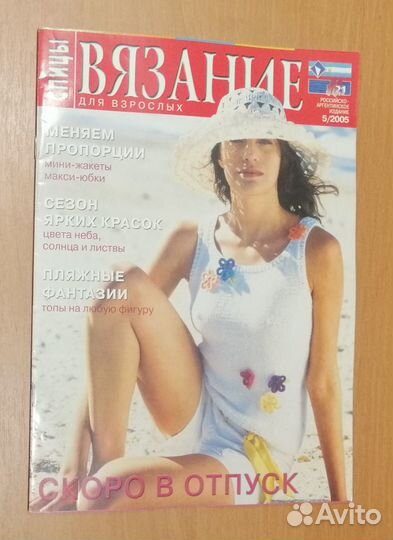 СПИЦЫ
ВЯЗАНИЕ
ДЛЯ ВЗРОСЛЫХ
РОССИЙСКО-
АРГЕНТИНСКОЕ
ИЗДАНИЕ
5/2005
МЕНЯЕМ
ПРОПОРЦИИ
мини-жакеты
макси-юбки
СЕЗОН
ЯРКИХ КРАСОК
цвета неба,
солнца и листвы
ПЛЯЖНЫЕ
ФАНТАЗИИ
топы на любую фигуру
СКОРО В ОТПУСК
Avito